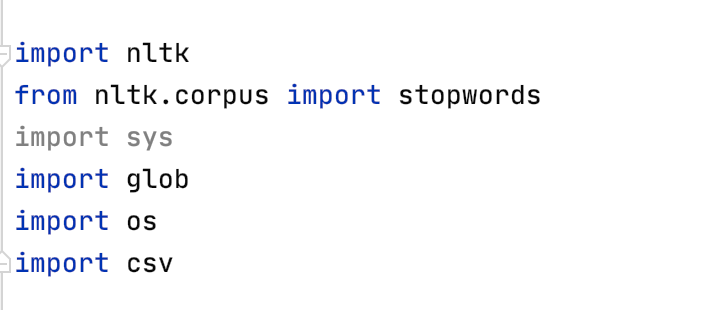 import nltk
from nltk.corpus import stopwords
import sys
import glob
import os
import csv